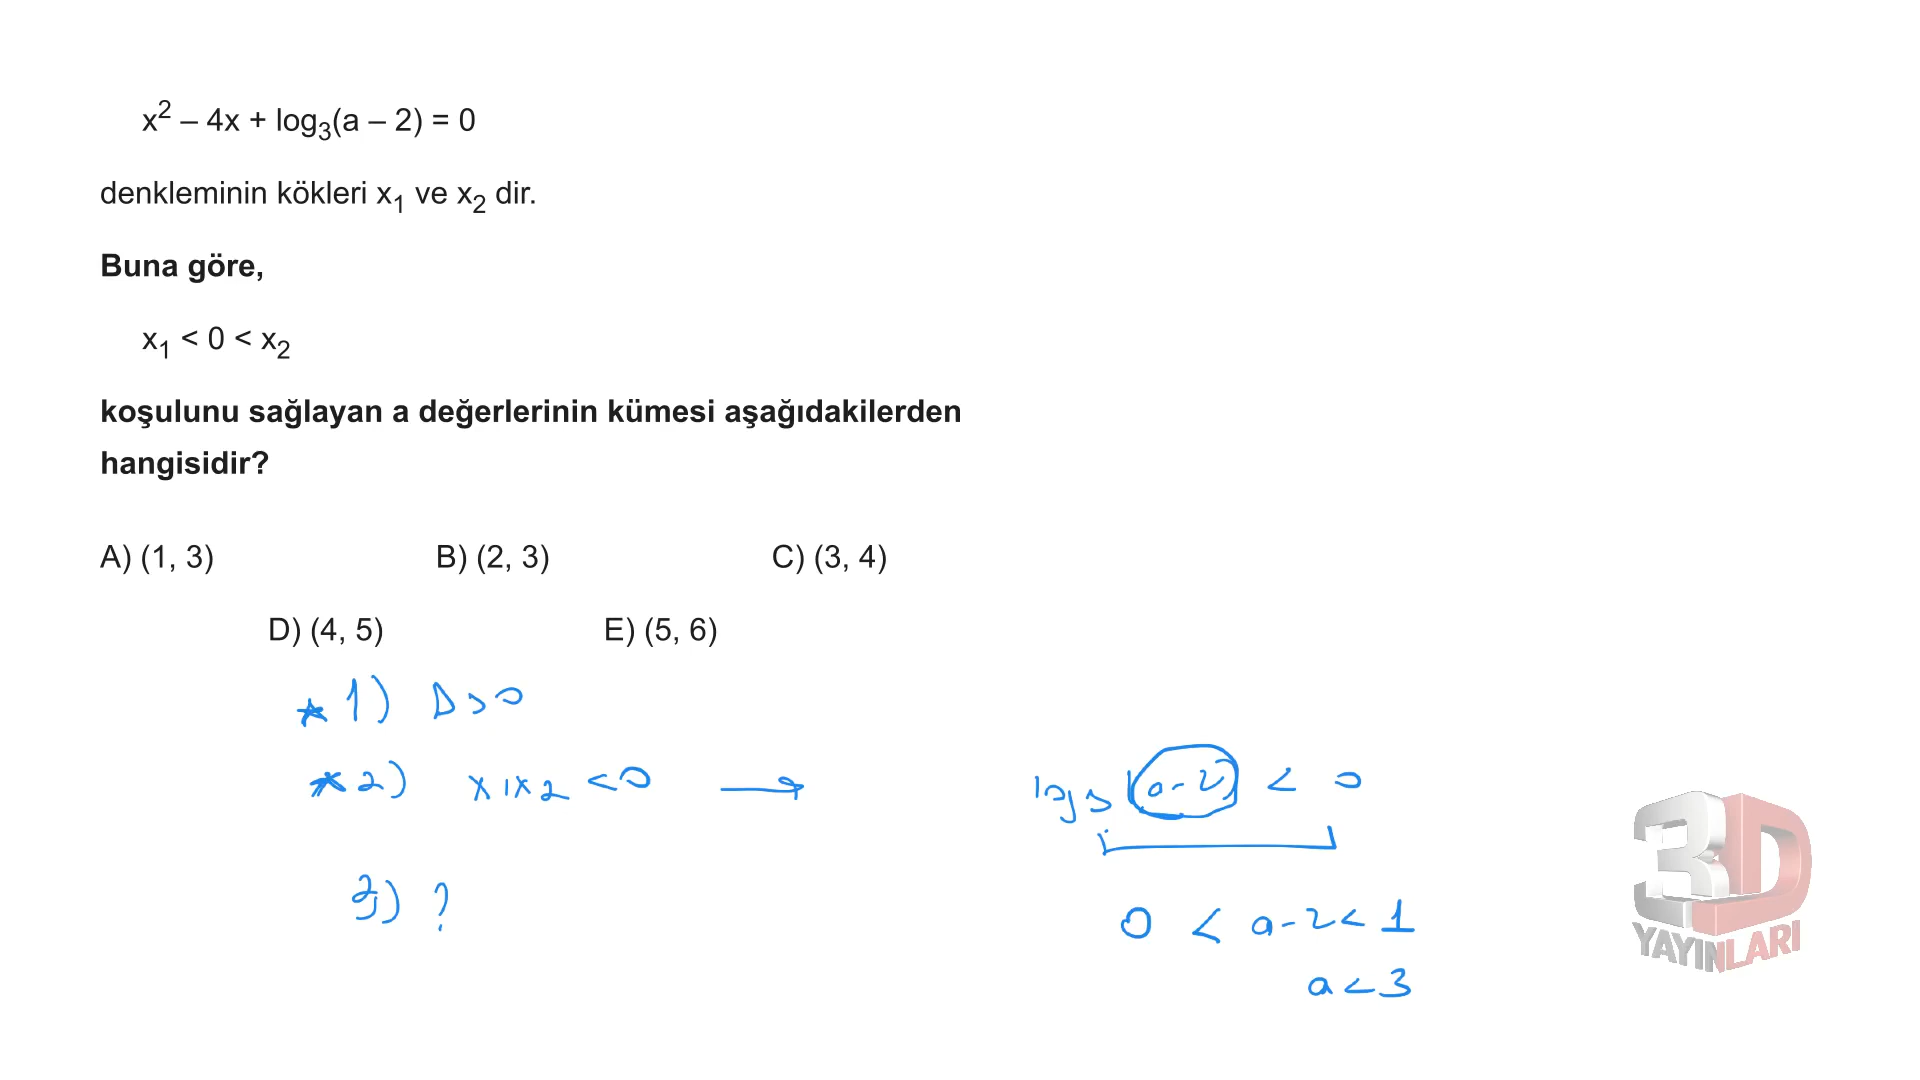 x² – 4x + log₃(a – 2) = 0
denkleminin kökleri x₁ ve x₂ dir.
Buna göre,
x₁ < 0 < x₂
koşulunu sağlayan a değerlerinin kümesi aşağıdakilerden
hangisidir?
A) (1, 3) B) (2, 3) C) (3, 4)
D) (4, 5) E) (5, 6)
* 1) Δ>0
* 2) x₁x₂ <0 → log₃ (a-2) < 0
3) ?
0 < a-2 < 1
a<3
3D
YAYINLARI